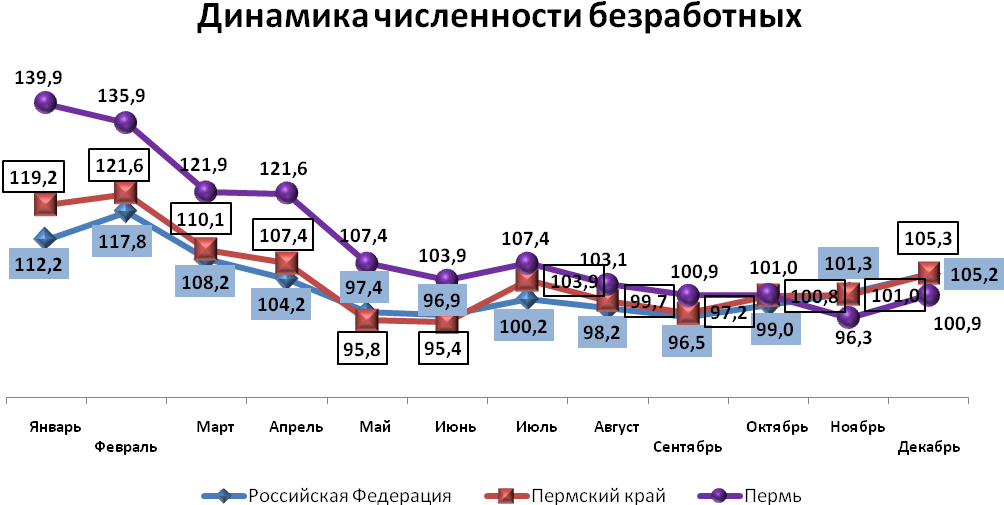 Динамика численности безработных
139,9
135,9
121,9
121,6
107,4
103,9
107,4
103,1
100,9
101,0
96,3
100,9
119,2
121,6
110,1
107,4
95,8
95,4
103,9
99,7
97,2
100,8
101,0
105,3
112,2
117,8
108,2
104,2
97,4
96,9
100,2
98,2
96,5
99,0
101,3
105,2
Январь
Февраль
Март
Апрель
Май
Июнь
Июль
Август
Сентябрь
Октябрь
Ноябрь
Декабрь
Российская Федерация
Пермский край
Пермь